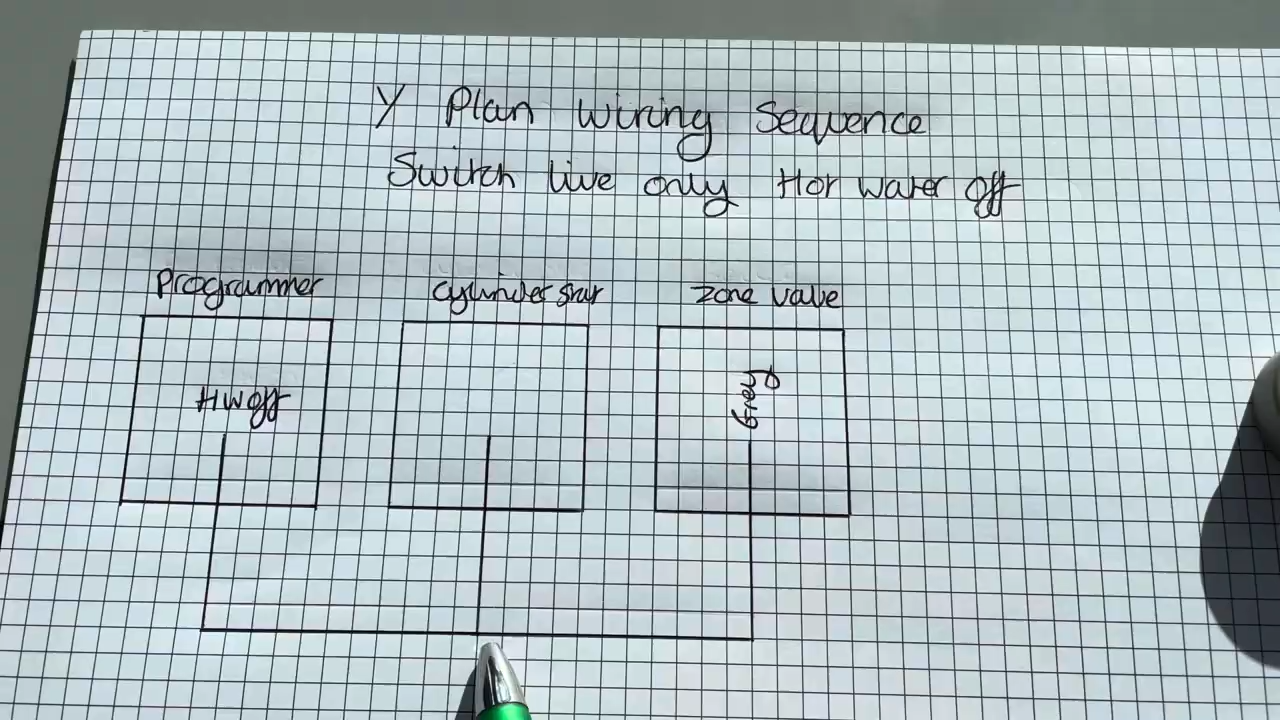 Y Plan wiring Sequence
Switch live only Hot water off
Programmer
cylinder stat
zone valve
HW off
Grey